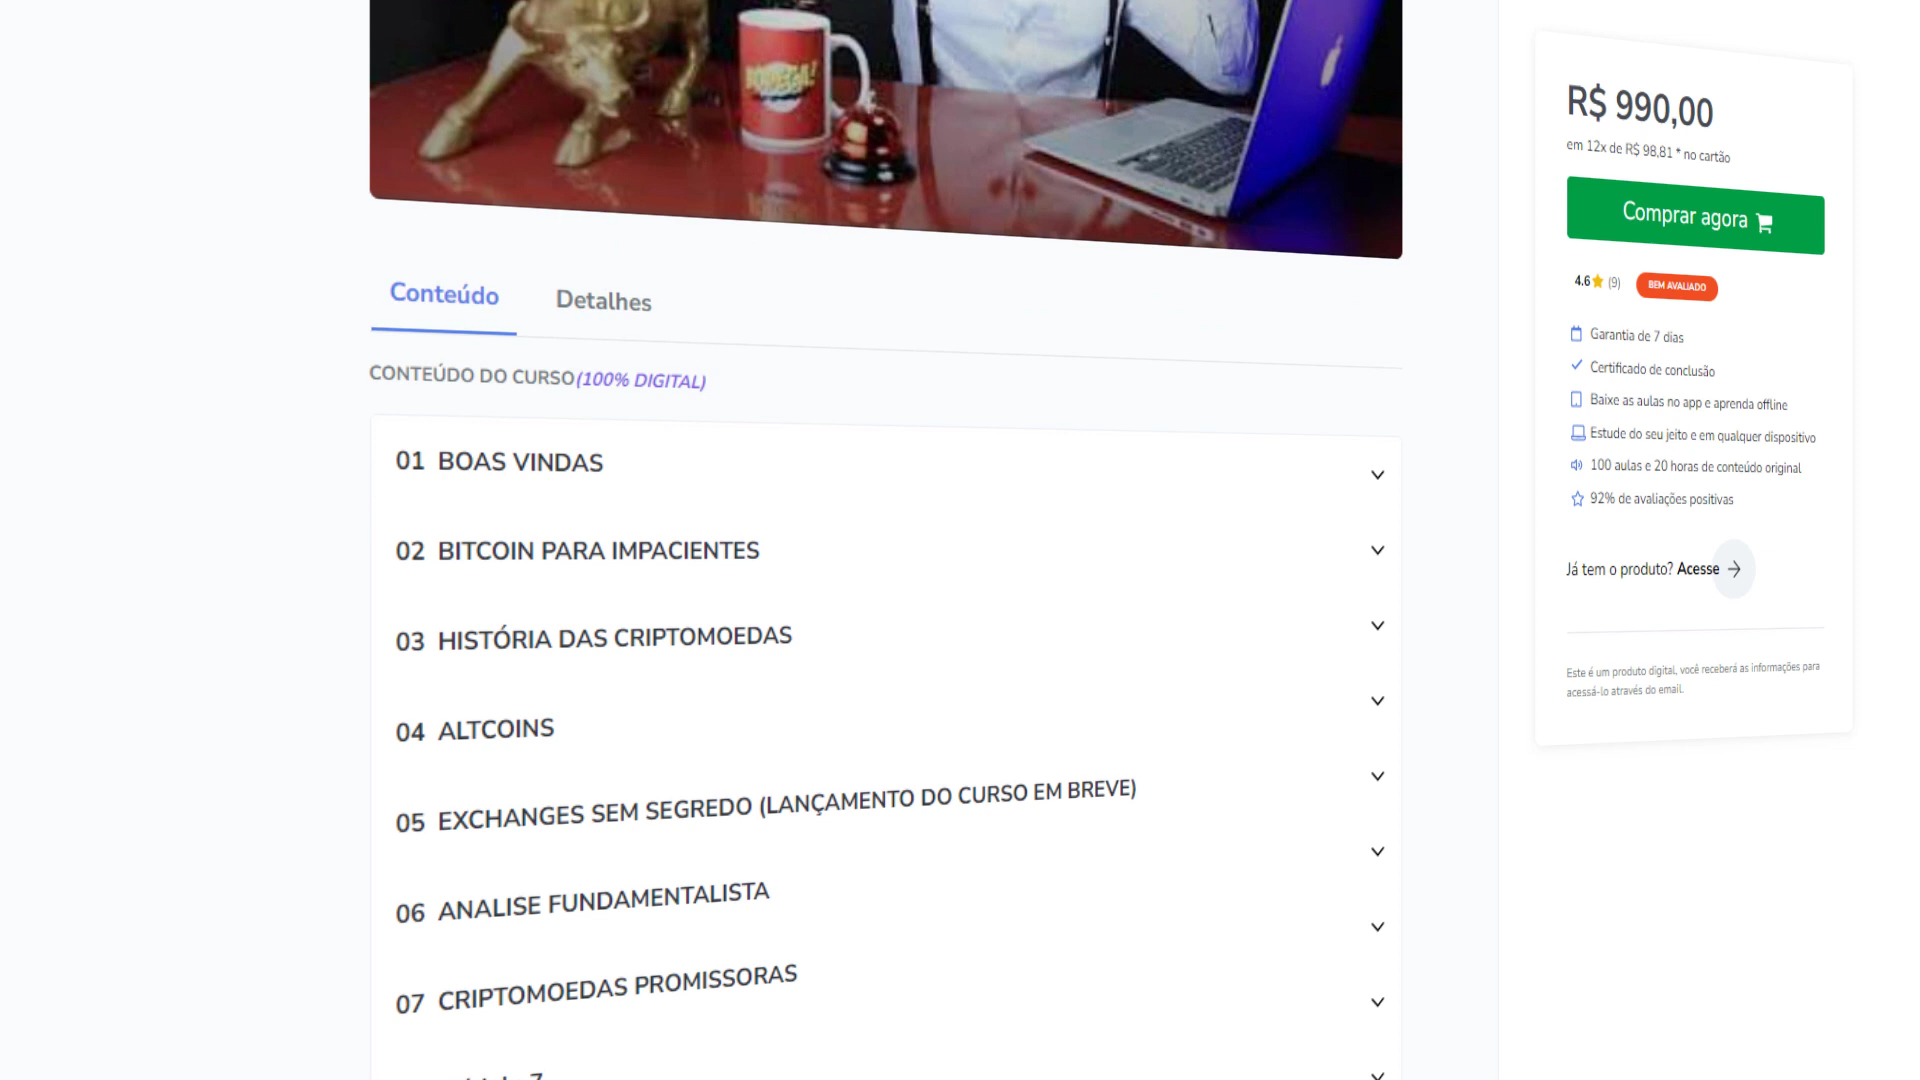 BODEGA!
R$ 990,00
em 12x de R$ 98,81 * no cartão
Comprar agora
4.6 (9) BEM AVALIADO
Garantia de 7 dias
Certificado de conclusão
Baixe as aulas no app e aprenda offline
Estude do seu jeito e em qualquer dispositivo
100 aulas e 20 horas de conteúdo original
92% de avaliações positivas
Já tem o produto? Acesse
Este é um produto digital, você receberá as informações para
acessá-lo através do email.
Conteúdo Detalhes
CONTEÚDO DO CURSO(100% DIGITAL)
01 BOAS VINDAS
02 BITCOIN PARA IMPACIENTES
03 HISTÓRIA DAS CRIPTOMOEDAS
04 ALTCOINS
05 EXCHANGES SEM SEGREDO (LANÇAMENTO DO CURSO EM BREVE)
06 ANALISE FUNDAMENTALISTA
07 CRIPTOMOEDAS PROMISSORAS